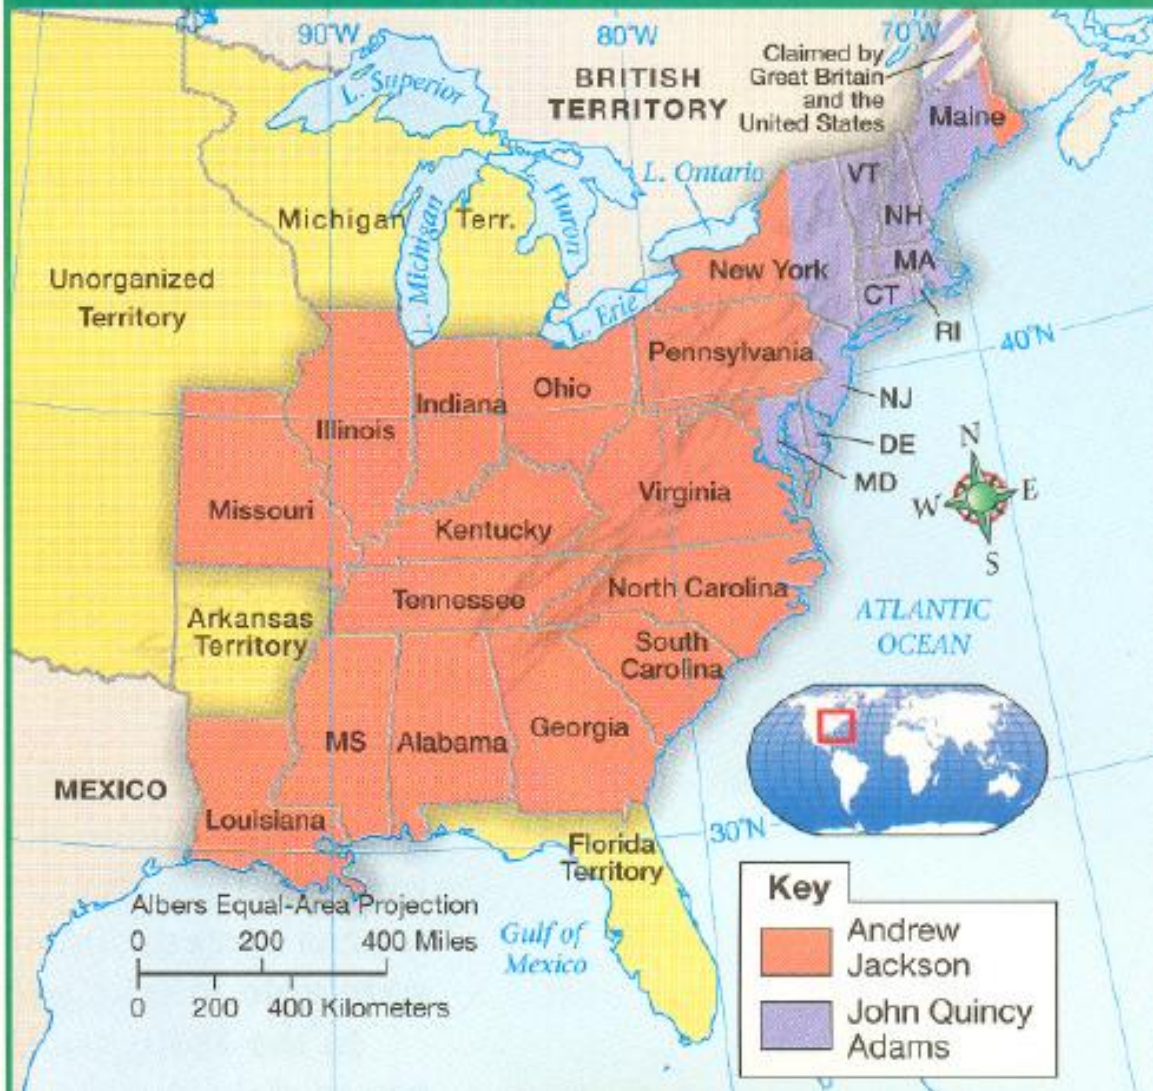 90°W
80°W
70°W
L. Superior
BRITISH
TERRITORY
Claimed by
Great Britain
and the
United States
Maine
L. Ontario
VT
NH
Michigan Terr.
L. Michigan
L. Huron
New York
MA
CT
RI
Unorganized
Territory
L. Erie
40°N
Pennsylvania
NJ
Ohio
Indiana
Illinois
DE
MD
N
W E
S
Missouri
Virginia
Kentucky
North Carolina
Tennessee
Arkansas
Territory
South
Carolina
ATLANTIC
OCEAN
MS
Alabama
Georgia
MEXICO
Louisiana
30°N
Florida
Territory
Albers Equal-Area Projection
0 200 400 Miles
0 200 400 Kilometers
Gulf of
Mexico
Key
Andrew
Jackson
John Quincy
Adams